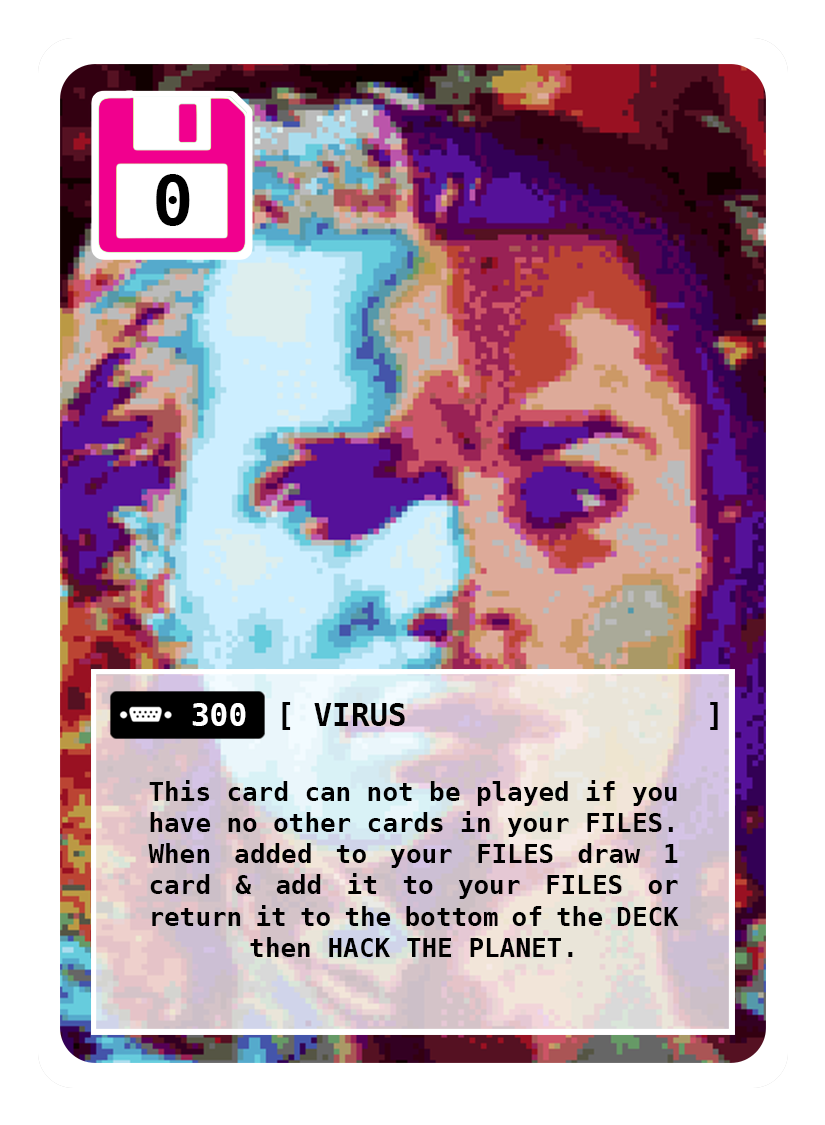 0
300 [ VIRUS ]
This card can not be played if you
have no other cards in your FILES.
When added to your FILES draw 1
card & add it to your FILES or
return it to the bottom of the DECK
then HACK THE PLANET.